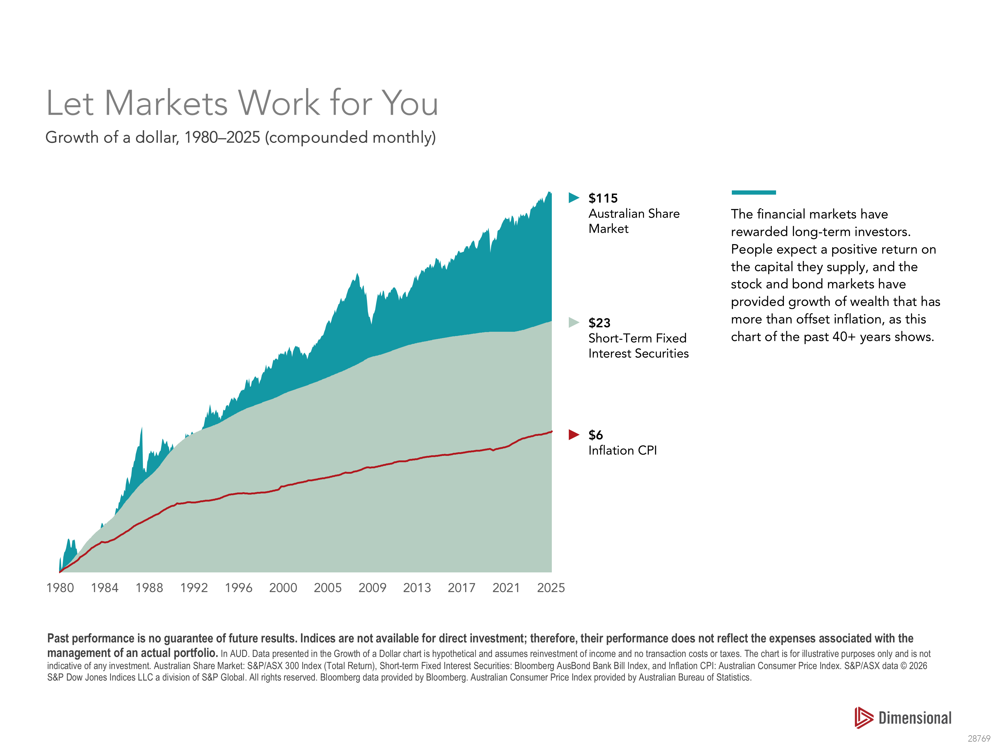 Let Markets Work for You
Growth of a dollar, 1980–2025 (compounded monthly)
$115
Australian Share
Market
$23
Short-Term Fixed
Interest Securities
$6
Inflation CPI
The financial markets have
rewarded long-term investors.
People expect a positive return on
the capital they supply, and the
stock and bond markets have
provided growth of wealth that has
more than offset inflation, as this
chart of the past 40+ years shows.
1980 1984 1988 1992 1996 2000 2005 2009 2013 2017 2021 2025
Past performance is no guarantee of future results. Indices are not available for direct investment; therefore, their performance does not reflect the expenses associated with the
management of an actual portfolio. In AUD. Data presented in the Growth of a Dollar chart is hypothetical and assumes reinvestment of income and no transaction costs or taxes. The chart is for illustrative purposes only and is not
indicative of any investment. Australian Share Market: S&P/ASX 300 Index (Total Return), Short-term Fixed Interest Securities: Bloomberg AusBond Bank Bill Index, and Inflation CPI: Australian Consumer Price Index. S&P/ASX data © 2026
S&P Dow Jones Indices LLC a division of S&P Global. All rights reserved. Bloomberg data provided by Bloomberg. Australian Consumer Price Index provided by Australian Bureau of Statistics.
Dimensional
28769